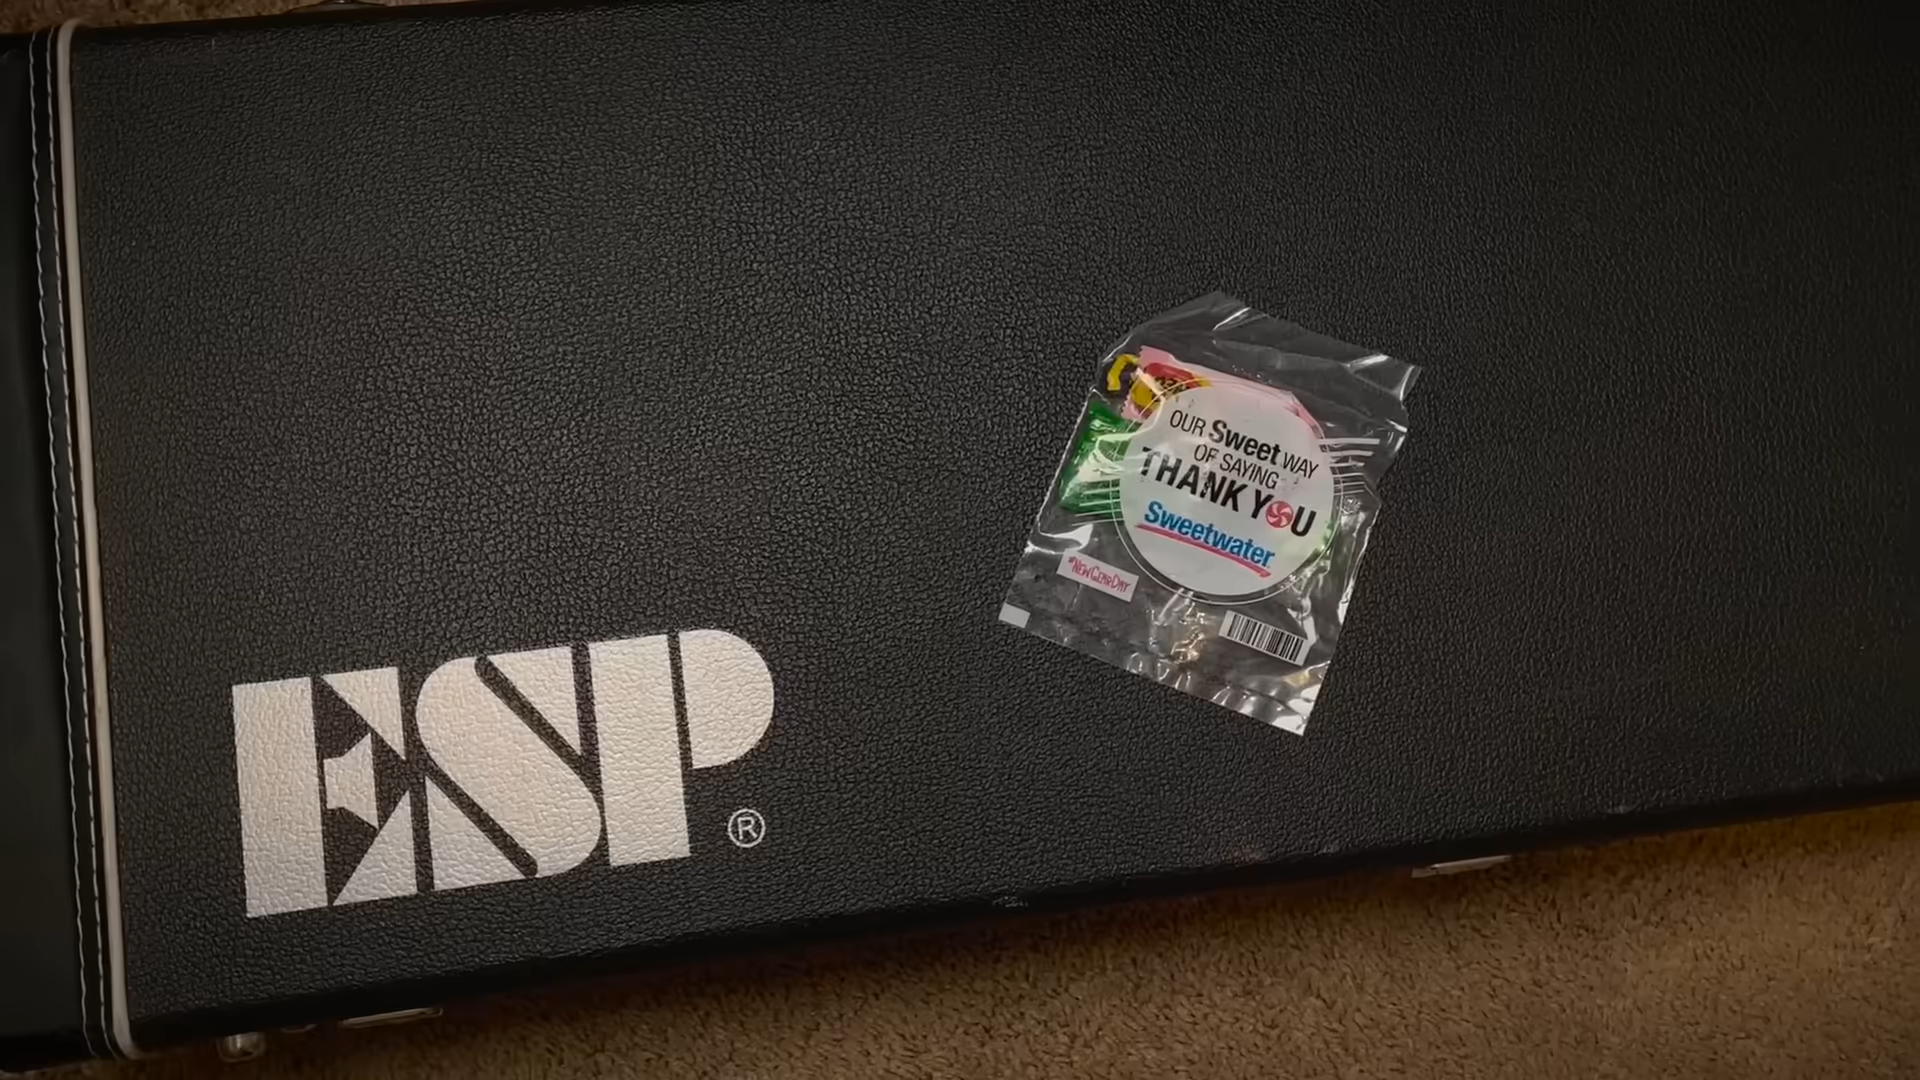 OUR Sweet WAY
OF SAYING
THANK YOU
Sweetwater
#NEWGEARDAY
ESP
®